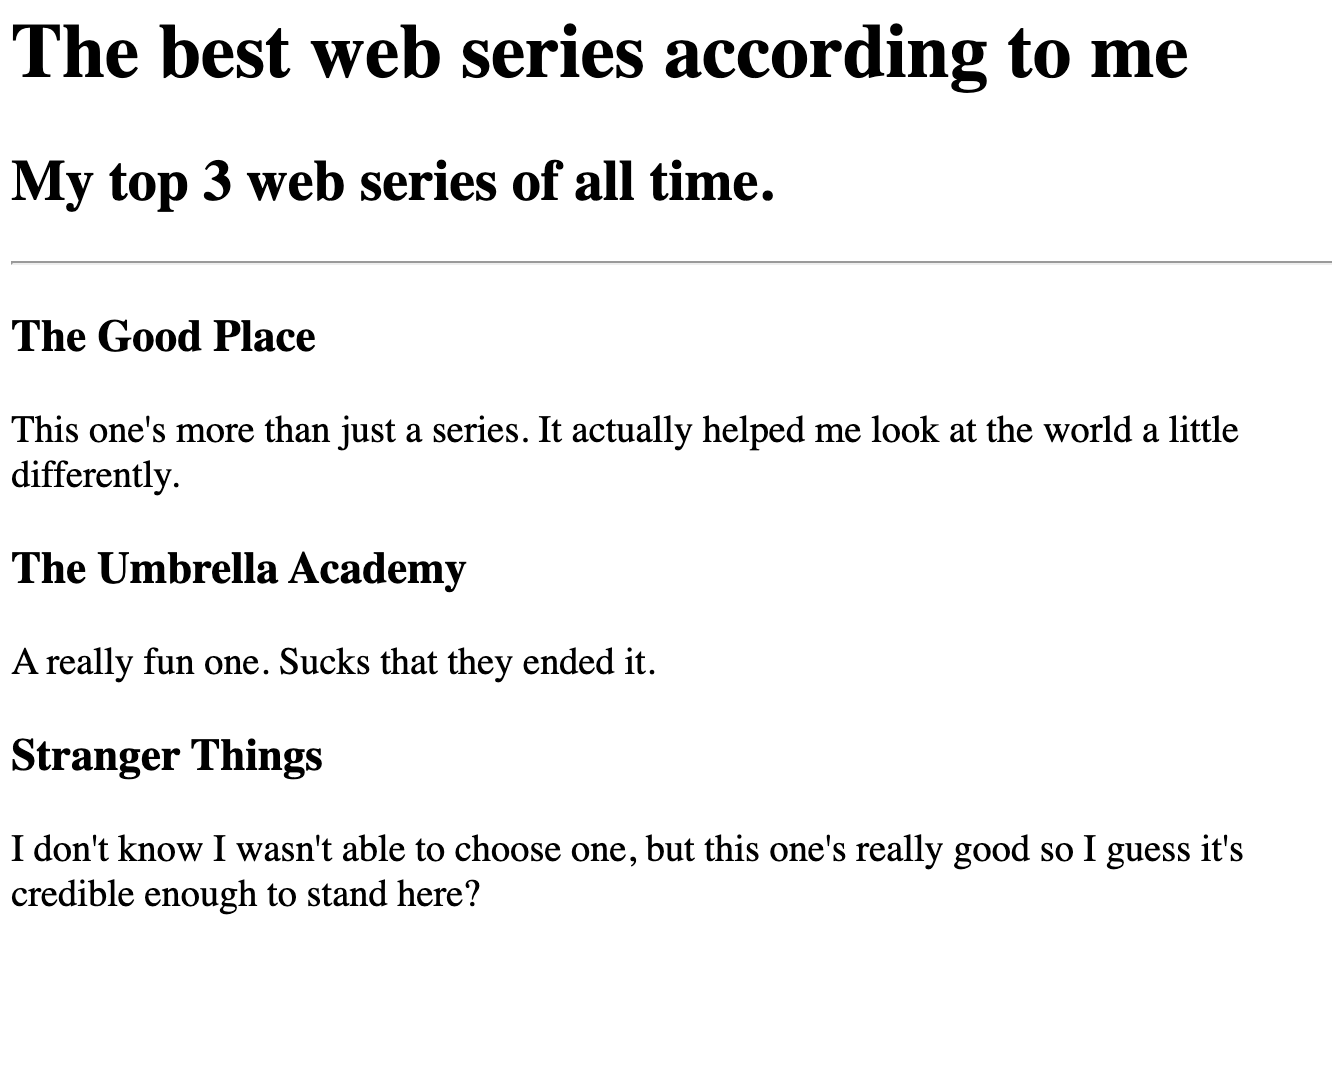 The best web series according to me
My top 3 web series of all time.
The Good Place
This one's more than just a series. It actually helped me look at the world a little
differently.
The Umbrella Academy
A really fun one. Sucks that they ended it.
Stranger Things
I don't know I wasn't able to choose one, but this one's really good so I guess it's
credible enough to stand here?